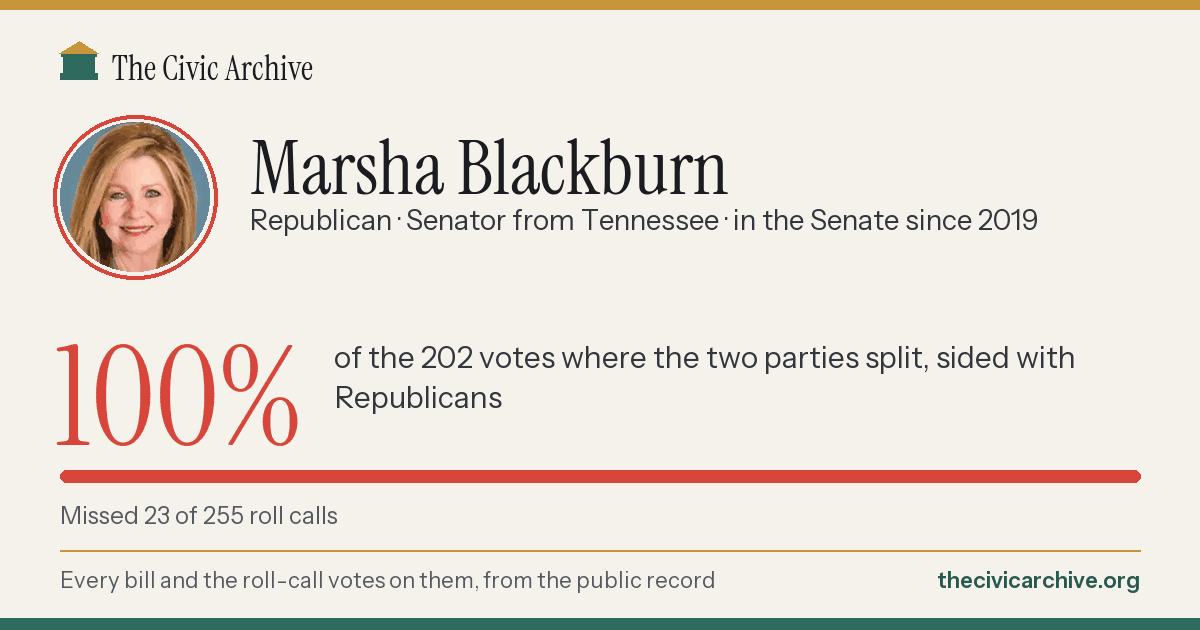 The Civic Archive
Marsha Blackburn
Republican · Senator from Tennessee · in the Senate since 2019
100%
of the 202 votes where the two parties split, sided with
Republicans
Missed 23 of 255 roll calls
Every bill and the roll-call votes on them, from the public record
thecivicarchive.org